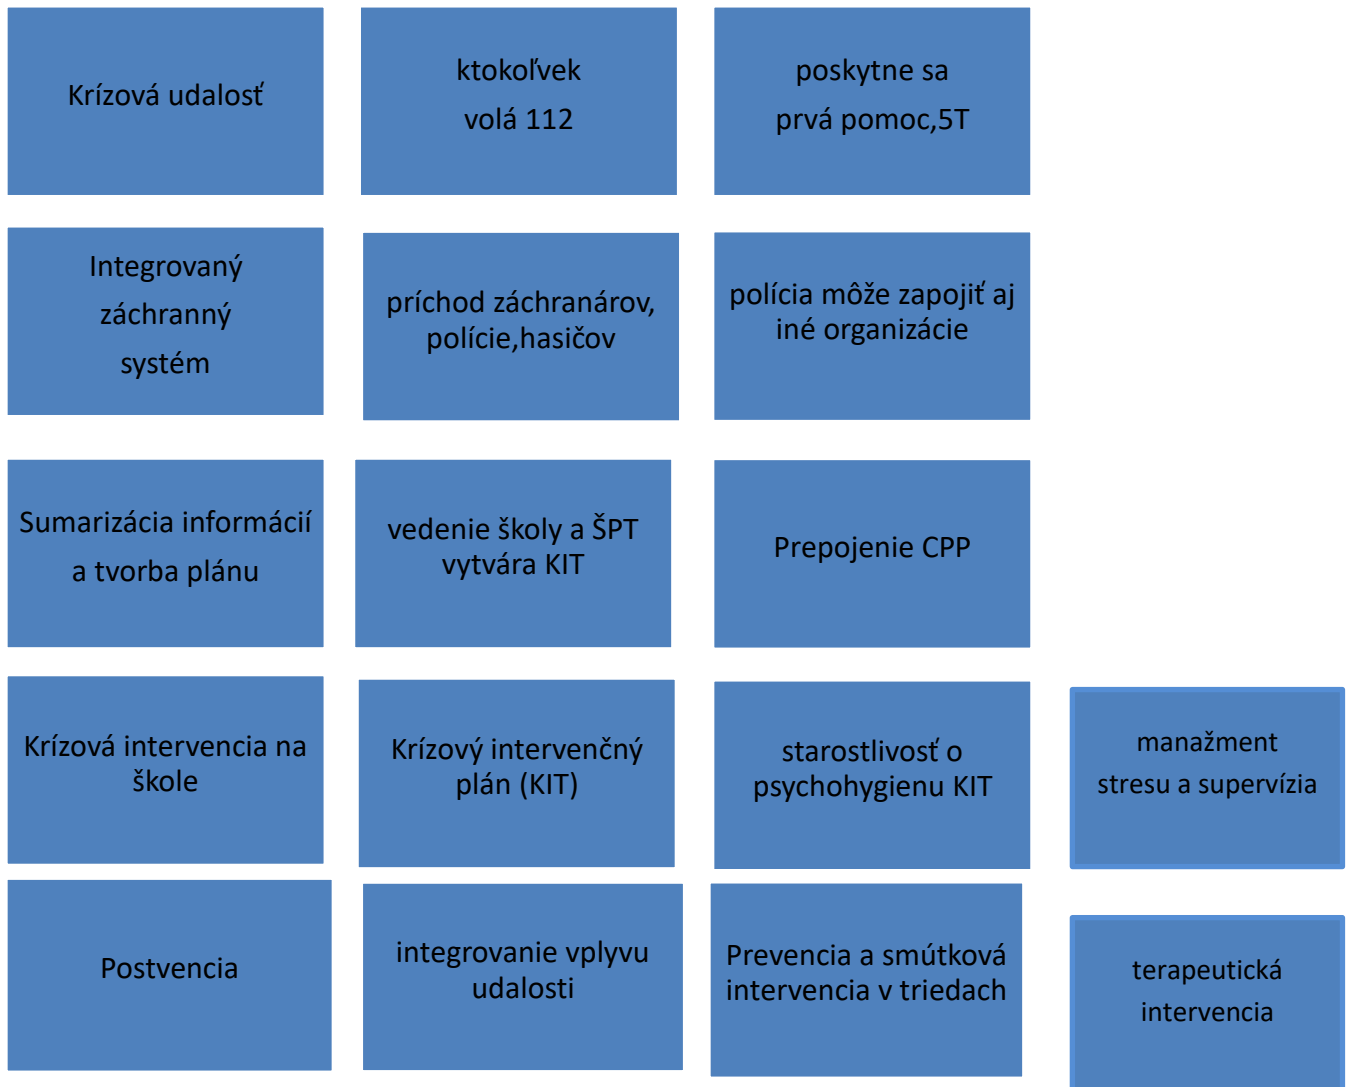 Krízová udalosť
ktokoľvek
volá 112
poskytne sa
prvá pomoc,5T
Integrovaný
záchranný
systém
príchod záchranárov,
polície,hasičov
polícia môže zapojiť aj
iné organizácie
Sumarizácia informácií
a tvorba plánu
vedenie školy a ŠPT
vytvára KIT
Prepojenie CPP
Krízová intervencia na
škole
Krízový intervenčný
plán (KIT)
starostlivosť o
psychohygienu KIT
manažment
stresu a supervízia
Postvencia
integrovanie vplyvu
udalosti
Prevencia a smútková
intervencia v triedach
terapeutická
intervencia